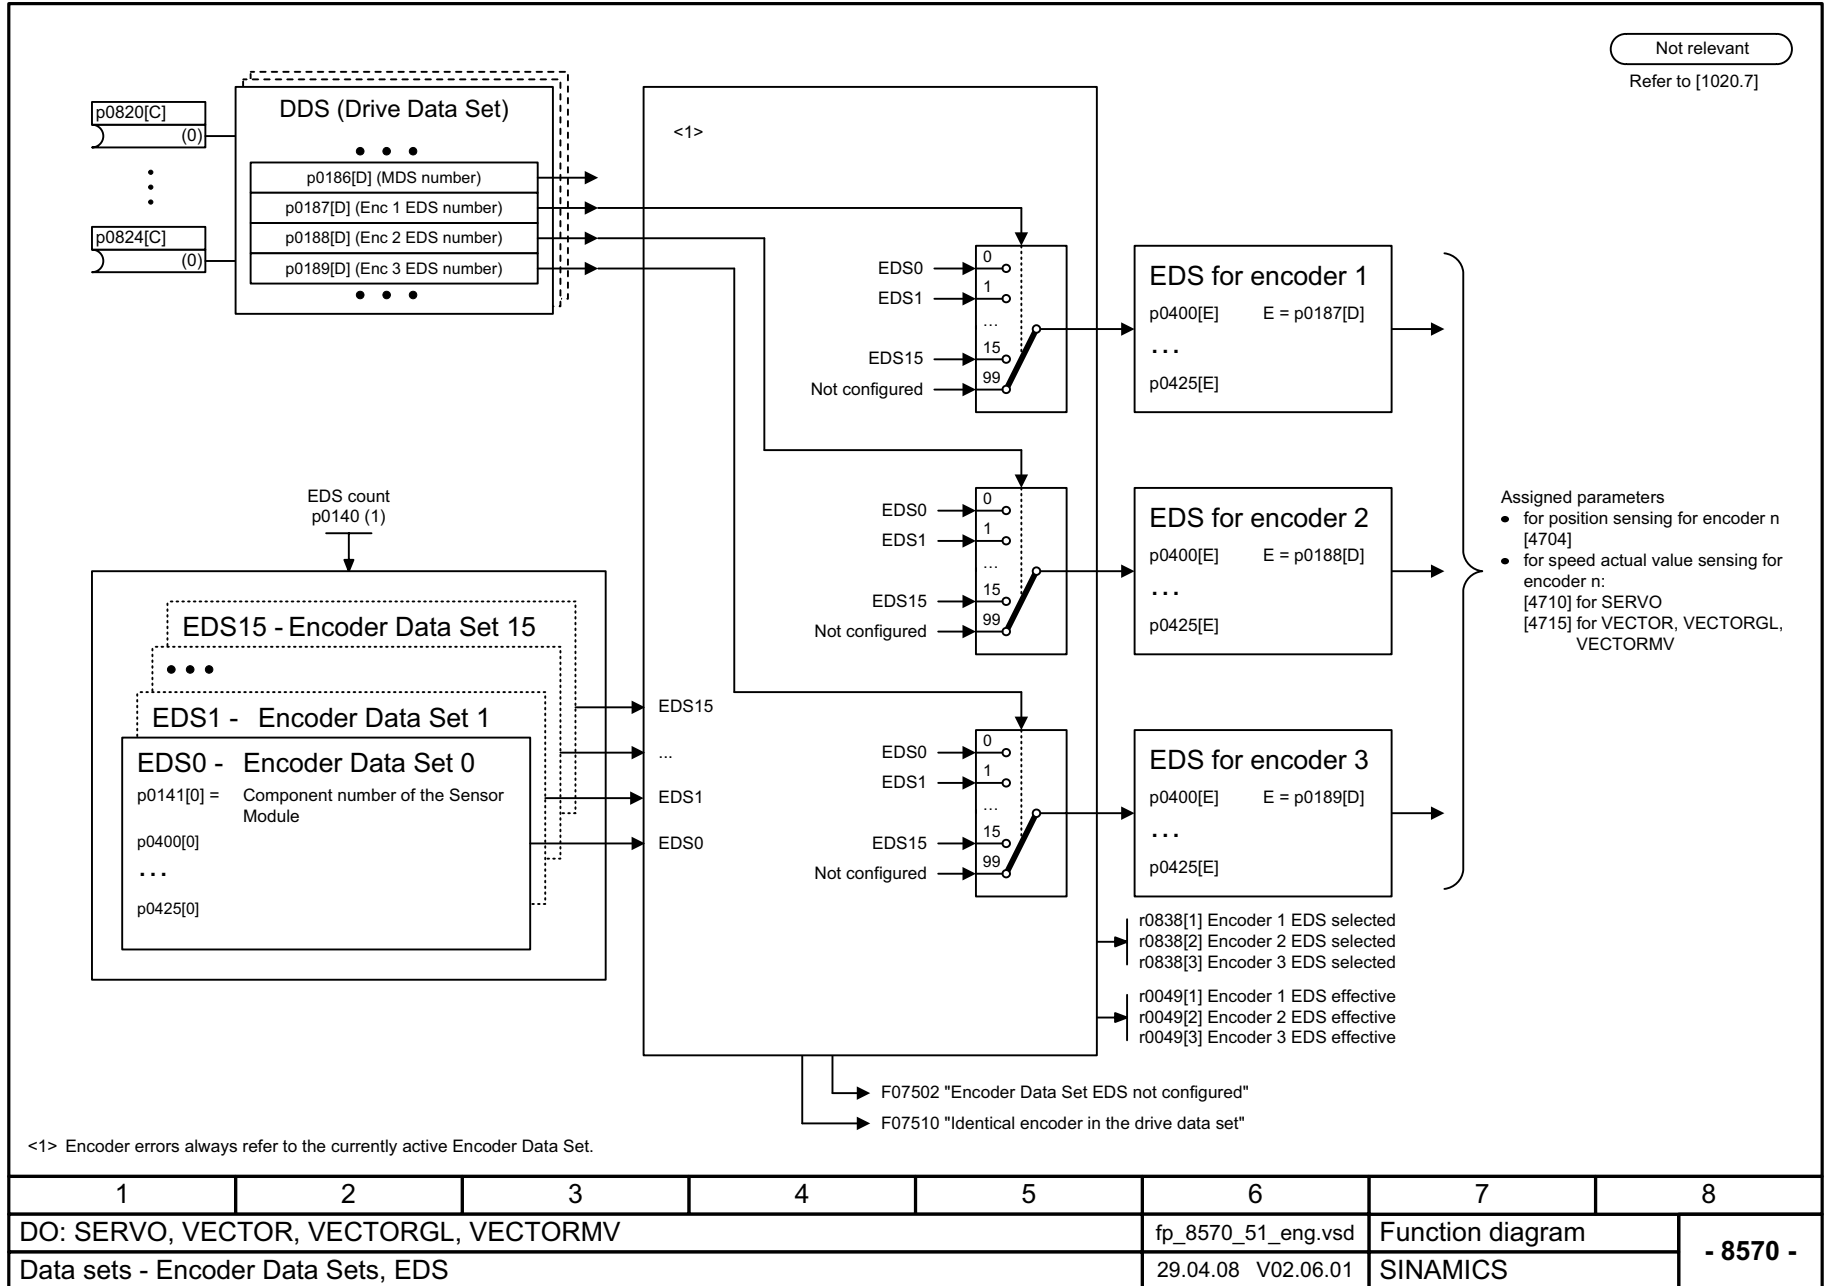 Not relevant
Refer to [1020.7]
p0820[C]
(0)
p0824[C]
(0)
DDS (Drive Data Set)
p0186[D] (MDS number)
p0187[D] (Enc 1 EDS number)
p0188[D] (Enc 2 EDS number)
p0189[D] (Enc 3 EDS number)
<1>
EDS0
0
EDS1
1
...
EDS15
15
Not configured
99
EDS for encoder 1
p0400[E] E = p0187[D]
...
p0425[E]
EDS0
0
EDS1
1
...
EDS15
15
Not configured
99
EDS for encoder 2
p0400[E] E = p0188[D]
...
p0425[E]
Assigned parameters
• for position sensing for encoder n
[4704]
• for speed actual value sensing for
encoder n:
[4710] for SERVO
[4715] for VECTOR, VECTORGL,
VECTORMV
EDS count
p0140 (1)
EDS15 - Encoder Data Set 15
EDS1 - Encoder Data Set 1
EDS0 - Encoder Data Set 0
p0141[0] = Component number of the Sensor
Module
p0400[0]
...
p0425[0]
EDS15
...
EDS1
EDS0
EDS0
0
EDS1
1
...
EDS15
15
Not configured
99
EDS for encoder 3
p0400[E] E = p0189[D]
...
p0425[E]
r0838[1] Encoder 1 EDS selected
r0838[2] Encoder 2 EDS selected
r0838[3] Encoder 3 EDS selected
r0049[1] Encoder 1 EDS effective
r0049[2] Encoder 2 EDS effective
r0049[3] Encoder 3 EDS effective
F07502 "Encoder Data Set EDS not configured"
F07510 "Identical encoder in the drive data set"
<1> Encoder errors always refer to the currently active Encoder Data Set.
1 2 3 4 5 6 7 8
DO: SERVO, VECTOR, VECTORGL, VECTORMV
fp_8570_51_eng.vsd
Function diagram
- 8570 -
Data sets - Encoder Data Sets, EDS
29.04.08 V02.06.01
SINAMICS